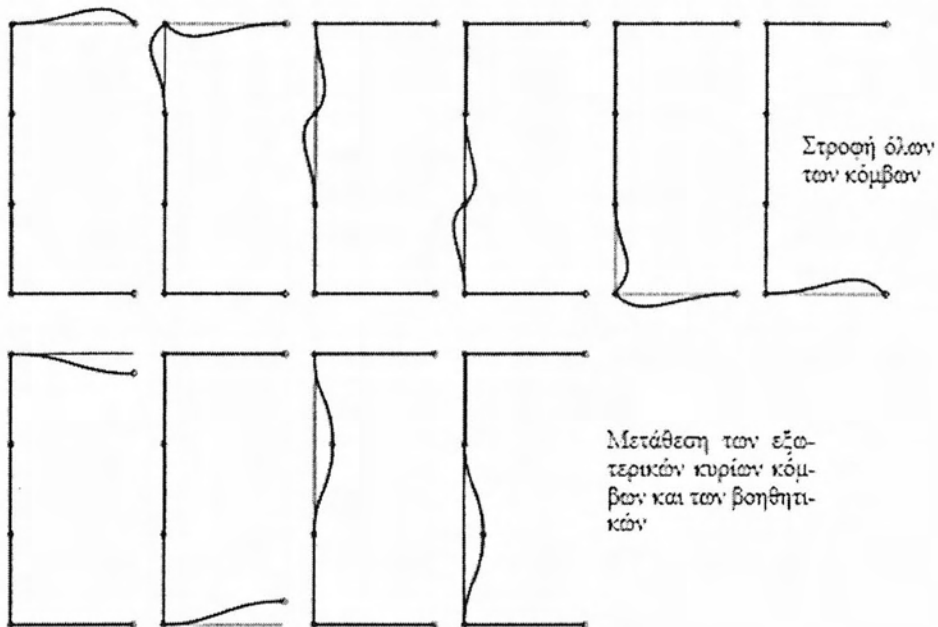 Στροφή όλων
των κόμβων
Μετάθεση των εξω-
τερικών κυρίων κόμ-
βων και των βοηθητι-
κών